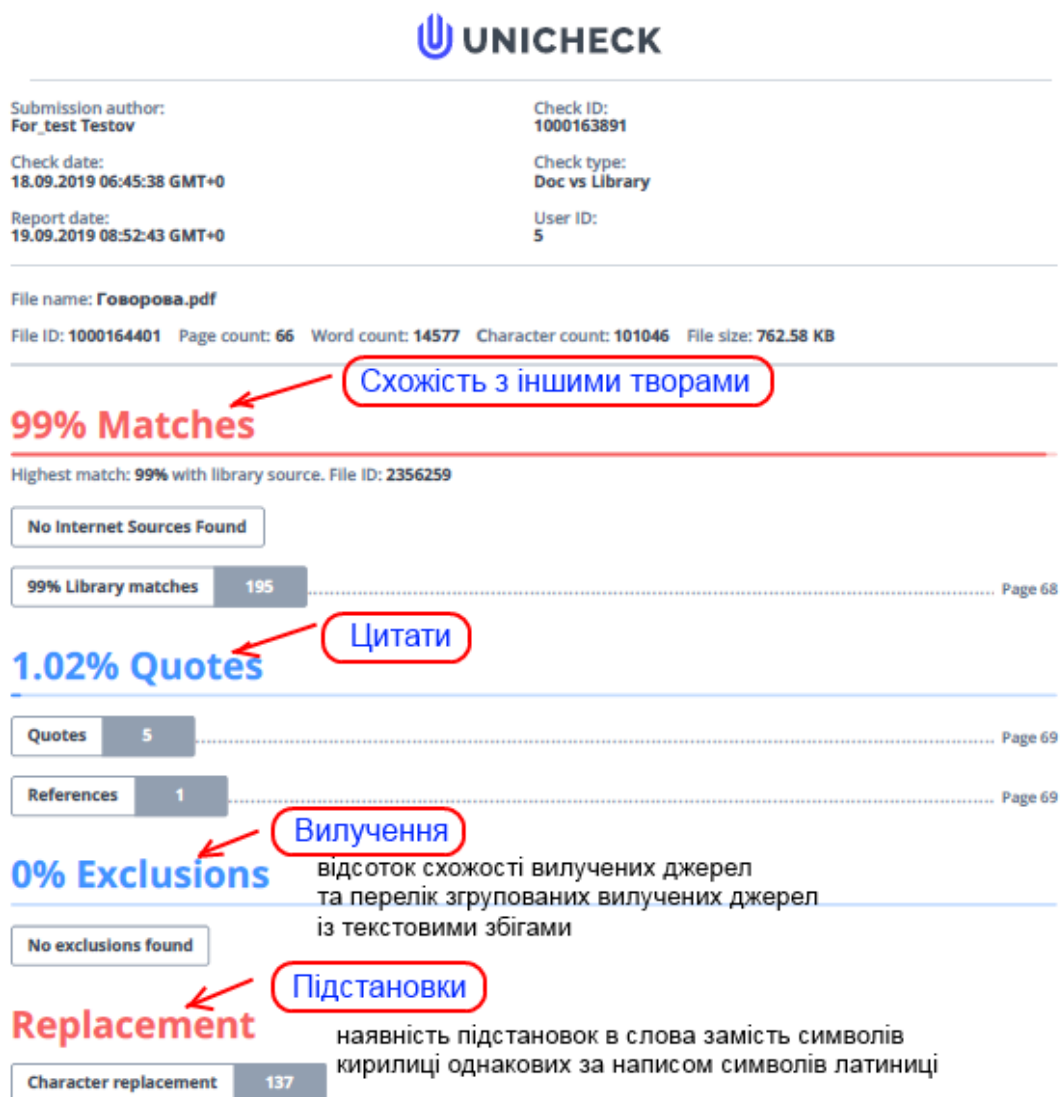 UNICHECK
Submission author:
For_test Testov
Check ID:
1000163891
Check date:
18.09.2019 06:45:38 GMT+0
Check type:
Doc vs Library
Report date:
19.09.2019 08:52:43 GMT+0
User ID:
5
File name: Говорова.pdf
File ID: 1000164401 Page count: 66 Word count: 14577 Character count: 101046 File size: 762.58 KB
Схожість з іншими творами
99% Matches
Highest match: 99% with library source. File ID: 2356259
No Internet Sources Found
99% Library matches 195 Page 68
Цитати
1.02% Quotes
Quotes 5 Page 69
References 1 Page 69
Вилучення
0% Exclusions
відсоток схожості вилучених джерел
та перелік згрупованих вилучених джерел
із текстовими збігами
No exclusions found
Підстановки
Replacement
наявність підстановок в слова замість символів
кирилиці однакових за написом символів латиниці
Character replacement 137